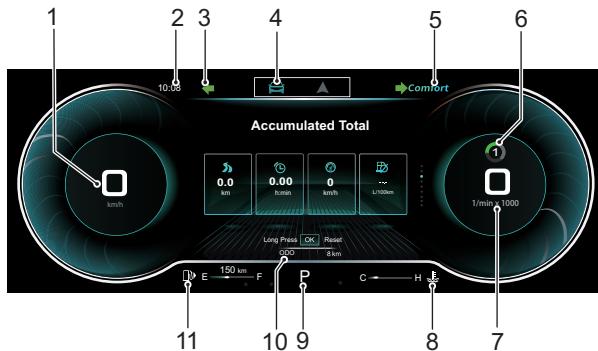 1 2 3 4 5 6
10:08 Comfort
Accumulated Total
1
0 0
km/h 1/min x 1000
0.0 0.00 0 --.-
km h:min km/h L/100km
Long Press OK Reset
ODO 8 km
E 150 km F P C H
11 10 9 8 7